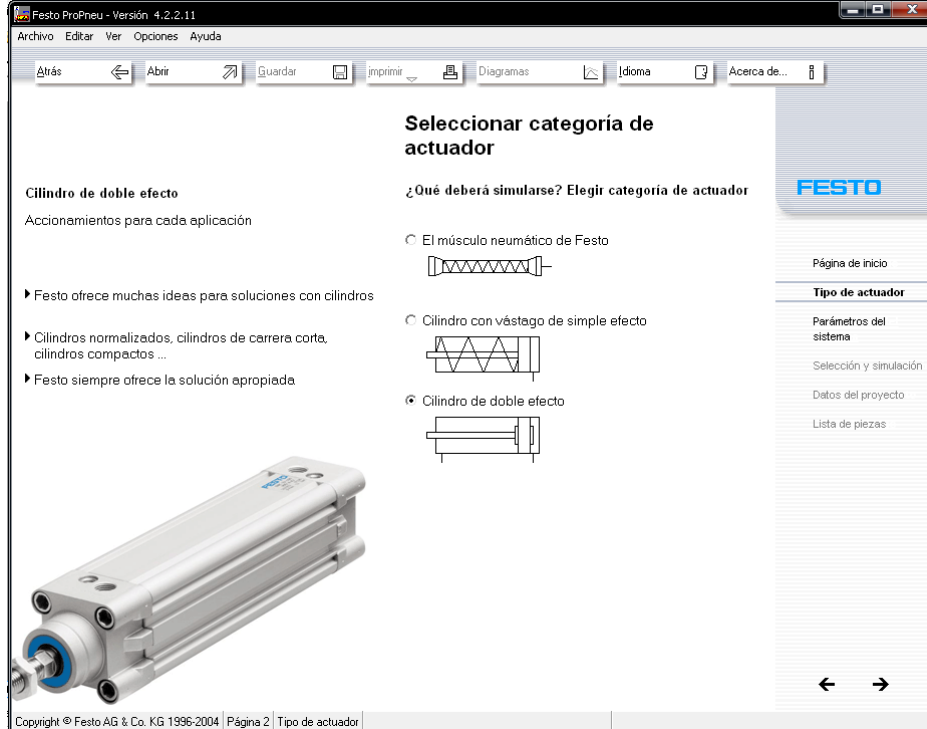 Festo ProPneu - Versión 4.2.2.11
Archivo Editar Ver Opciones Ayuda
Atrás Abrir Guardar imprimir Diagramas Idioma Acerca de...
Seleccionar categoría de
actuador
Cilindro de doble efecto
¿Qué deberá simularse? Elegir categoría de actuador
FESTO
Accionamientos para cada aplicación
El músculo neumático de Festo
Página de inicio
Festo ofrece muchas ideas para soluciones con cilindros
Tipo de actuador
Cilindro con vástago de simple efecto
Parámetros del
sistema
Cilindros normalizados, cilindros de carrera corta,
cilindros compactos ...
Selección y simulación
Festo siempre ofrece la solución apropiada
Datos del proyecto
Cilindro de doble efecto
Lista de piezas
FESTO
Copyright © Festo AG & Co. KG 1996-2004 Página 2 Tipo de actuador